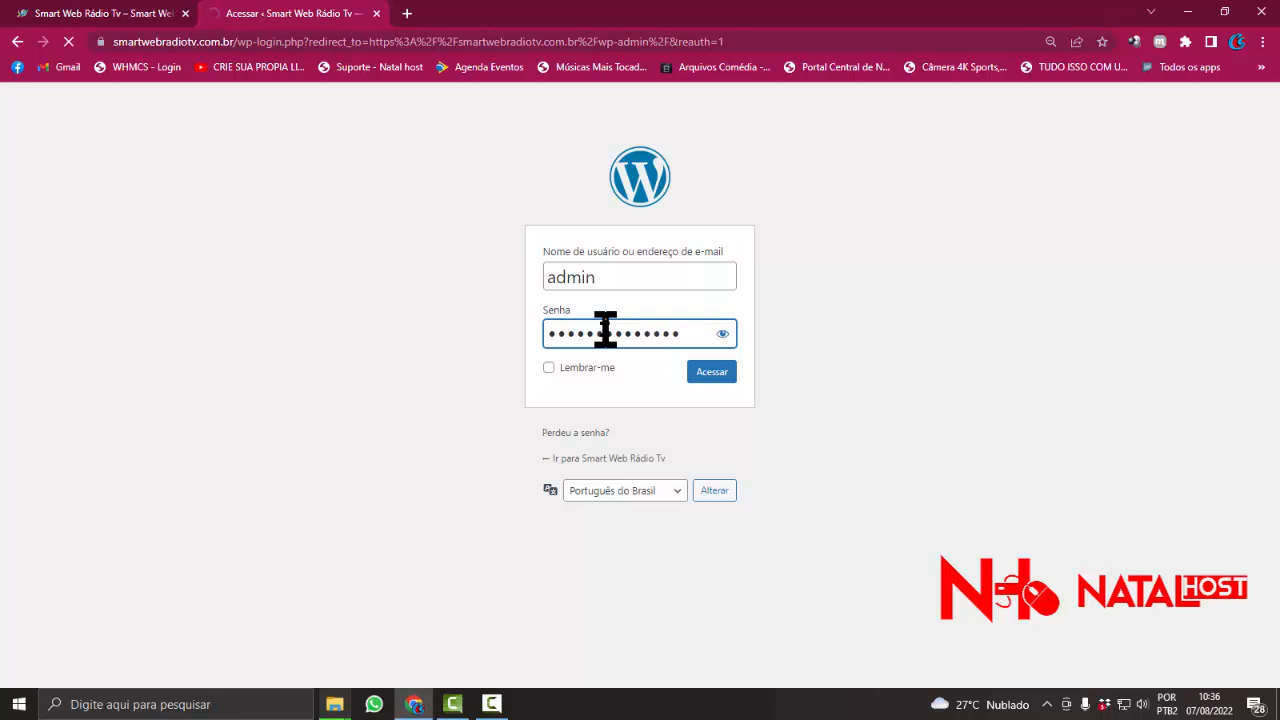 Smart Web Rádio Tv – Smart Wel
Acessar ‹ Smart Web Rádio Tv —
smartwebradiotv.com.br/wp-login.php?redirect_to=https%3A%2F%2Fsmartwebradiotv.com.br%2Fwp-admin%2F&reauth=1
Gmail
WHMCS - Login
CRIE SUA PROPIA LI...
Suporte - Natal host
Agenda Eventos
Músicas Mais Tocad...
Arquivos Comédia -...
Portal Central de N...
Câmera 4K Sports,...
TUDO ISSO COM U...
Todos os apps
Nome de usuário ou endereço de e-mail
admin
Senha
Lembrar-me
Acessar
Perdeu a senha?
← Ir para Smart Web Rádio Tv
Português do Brasil
Alterar
NATAL HOST
Digite aqui para pesquisar
27°C Nublado
POR
PTB2
10:36
07/08/2022
28